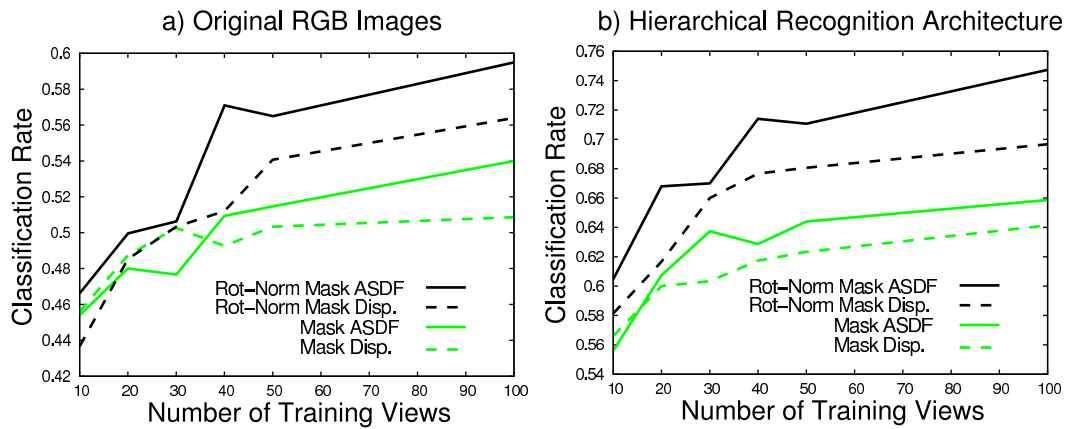 a) Original RGB Images
0.6
0.58
0.56
0.54
0.52
0.5
0.48
0.46
0.44
0.42
Classification Rate
Rot-Norm Mask ASDF
Rot-Norm Mask Disp.
Mask ASDF
Mask Disp.
10 20 30 40 50 60 70 80 90 100
Number of Training Views
b) Hierarchical Recognition Architecture
0.76
0.74
0.72
0.7
0.68
0.66
0.64
0.62
0.6
0.58
0.56
0.54
Classification Rate
Rot-Norm Mask ASDF
Rot-Norm Mask Disp.
Mask ASDF
Mask Disp.
10 20 30 40 50 60 70 80 90 100
Number of Training Views